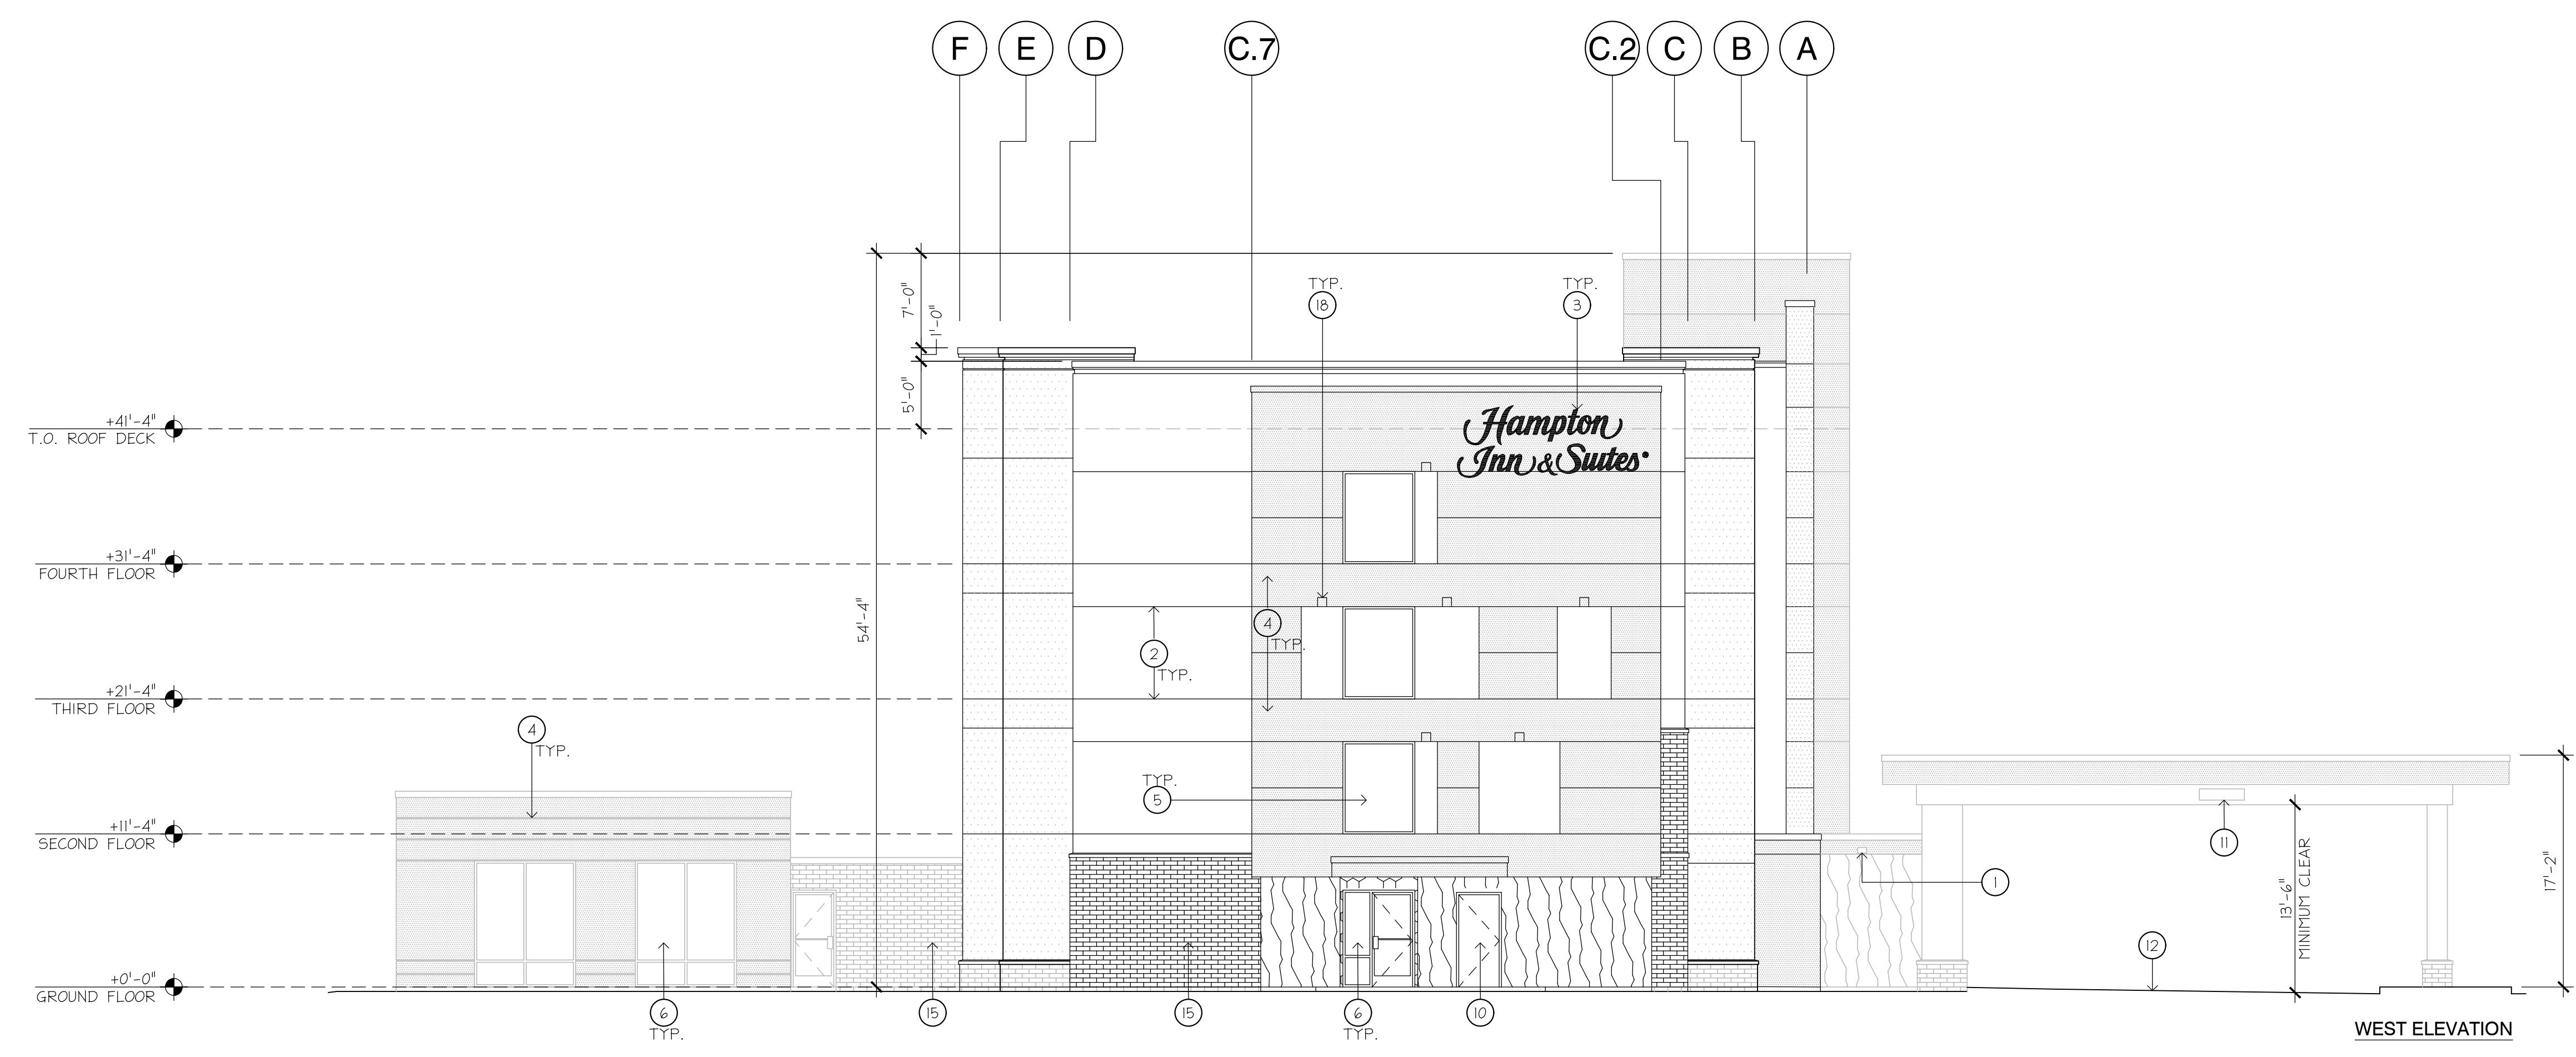 F E D C.7 C.2 C B A
TYP.
18
TYP.
3
7'-0"
1'-0"
5'-0"
54'-4"
Hampton
Inn & Suites®
+41'-4"
T.O. ROOF DECK
+31'-4"
FOURTH FLOOR
4
TYP.
2
TYP.
+21'-4"
THIRD FLOOR
4
TYP.
TYP.
5
+11'-4"
SECOND FLOOR
11
1
13'-6"
MINIMUM CLEAR
17'-2"
12
+0'-0"
GROUND FLOOR
6
TYP.
15
15
6
TYP.
10
WEST ELEVATION